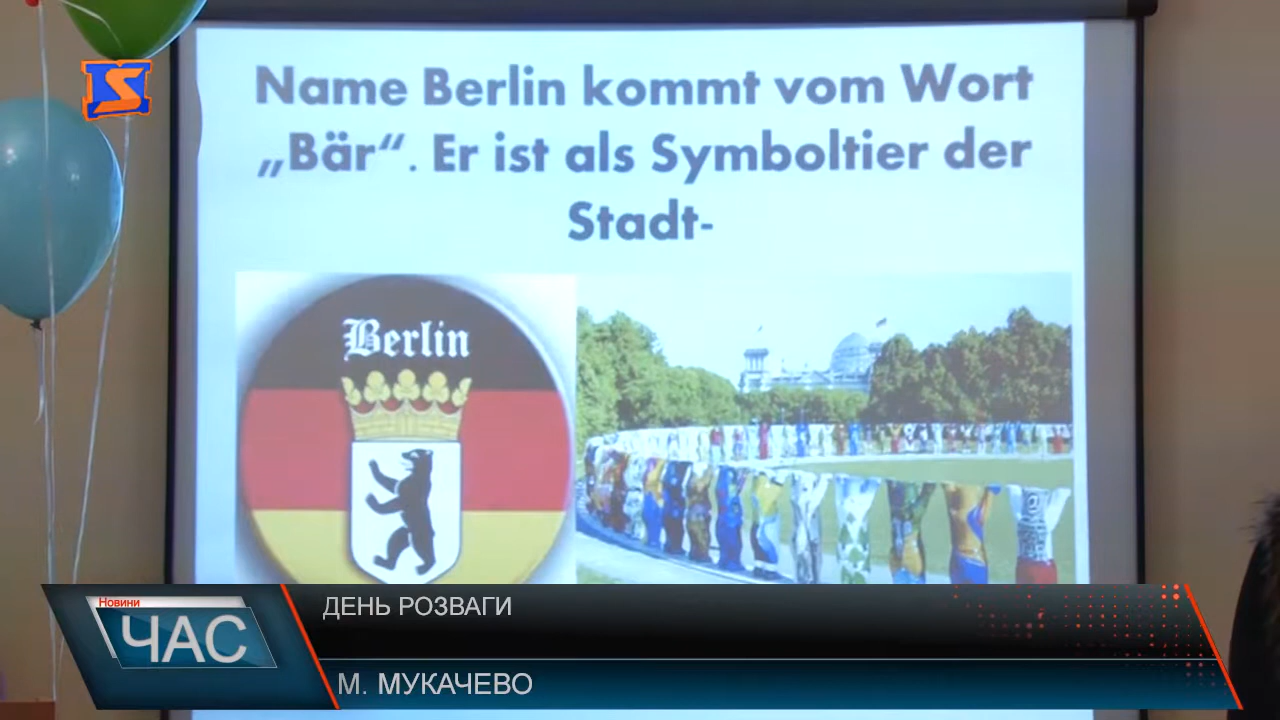 Name Berlin kommt vom Wort
„Bär“. Er ist als Symboltier der
Stadt-
Berlin
Новини
ЧАС
ДЕНЬ РОЗВАГИ
М. МУКАЧЕВО